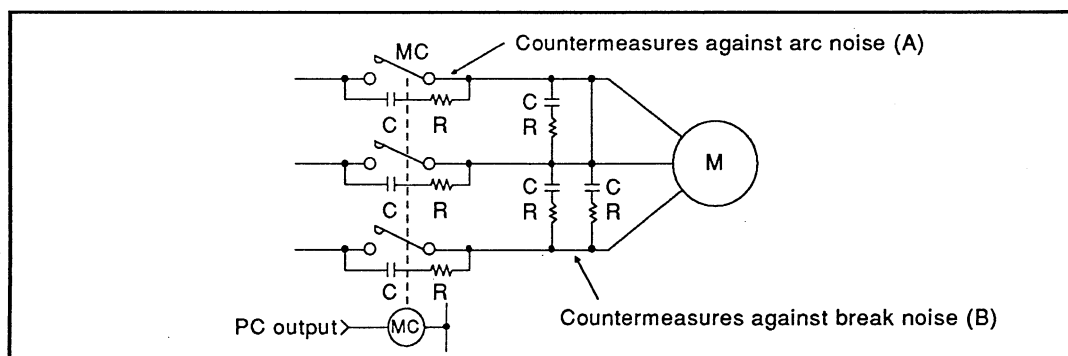 MC
Countermeasures against arc noise (A)
C R
C
R
M
C R
C
R
C
R
C R
PC output
MC
Countermeasures against break noise (B)